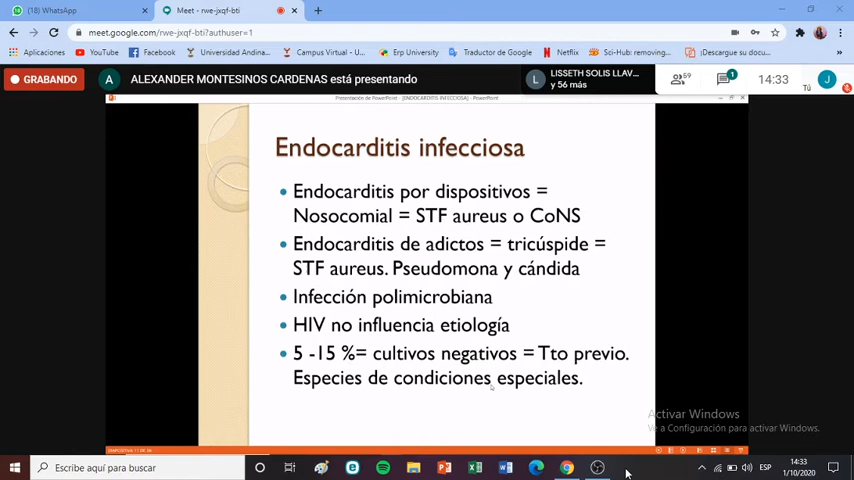 (18) WhatsApp
Meet - rwe-jxqf-bti
meet.google.com/rwe-jxqf-bti?authuser=1
Aplicaciones YouTube Facebook Universidad Andina... Campus Virtual - U... Erp University Traductor de Google Netflix Sci-Hub: removing... ¡Descargue su docu...
GRABANDO
A ALEXANDER MONTESINOS CARDENAS está presentando
L LISSETH SOLIS LLAV...
y 56 más
59
1
14:33
Tú
J
Presentación de PowerPoint - [ENDOCARDITIS INFECCIOSA] - PowerPoint
Endocarditis infecciosa
• Endocarditis por dispositivos =
Nosocomial = STF aureus o CoNS
• Endocarditis de adictos = tricúspide =
STF aureus. Pseudomona y cándida
• Infección polimicrobiana
• HIV no influencia etiología
• 5 -15 %= cultivos negativos = Tto previo.
Especies de condiciones especiales.
Activar Windows
Ve a Configuración para activar Windows.
Escribe aquí para buscar
ESP
14:33
1/10/2020